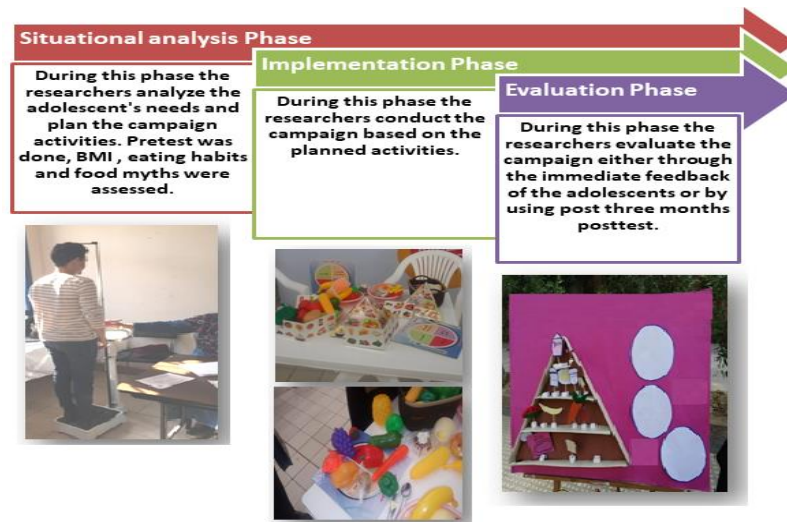 Situational analysis Phase
During this phase the
researchers analyze the
adolescent's needs and
plan the campaign
activities. Pretest was
done, BMI , eating habits
and food myths were
assessed.
Implementation Phase
During this phase the
researchers conduct the
campaign based on the
planned activities.
Evaluation Phase
During this phase the
researchers evaluate the
campaign either through
the immediate feedback
of the adolescents or by
using post three months
posttest.